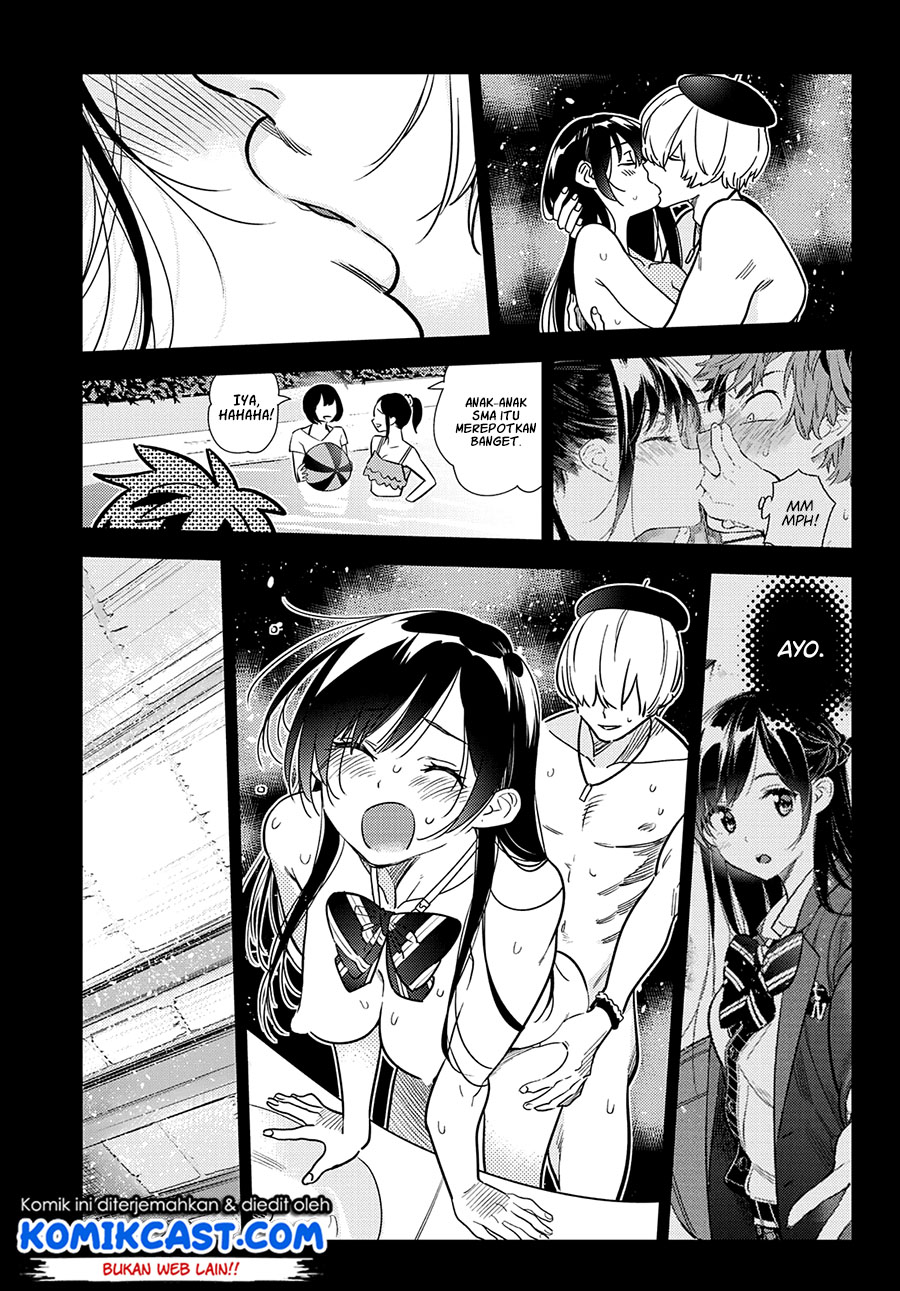 MM
MPH!
ANAK-ANAK
SMA ITU
MEREPOTKAN
BANGET.
IYA,
HAHAHA!
AYO.
Komik ini diterjemahkan & diedit oleh
KOMIKCAST.COM
BUKAN WEB LAIN!!